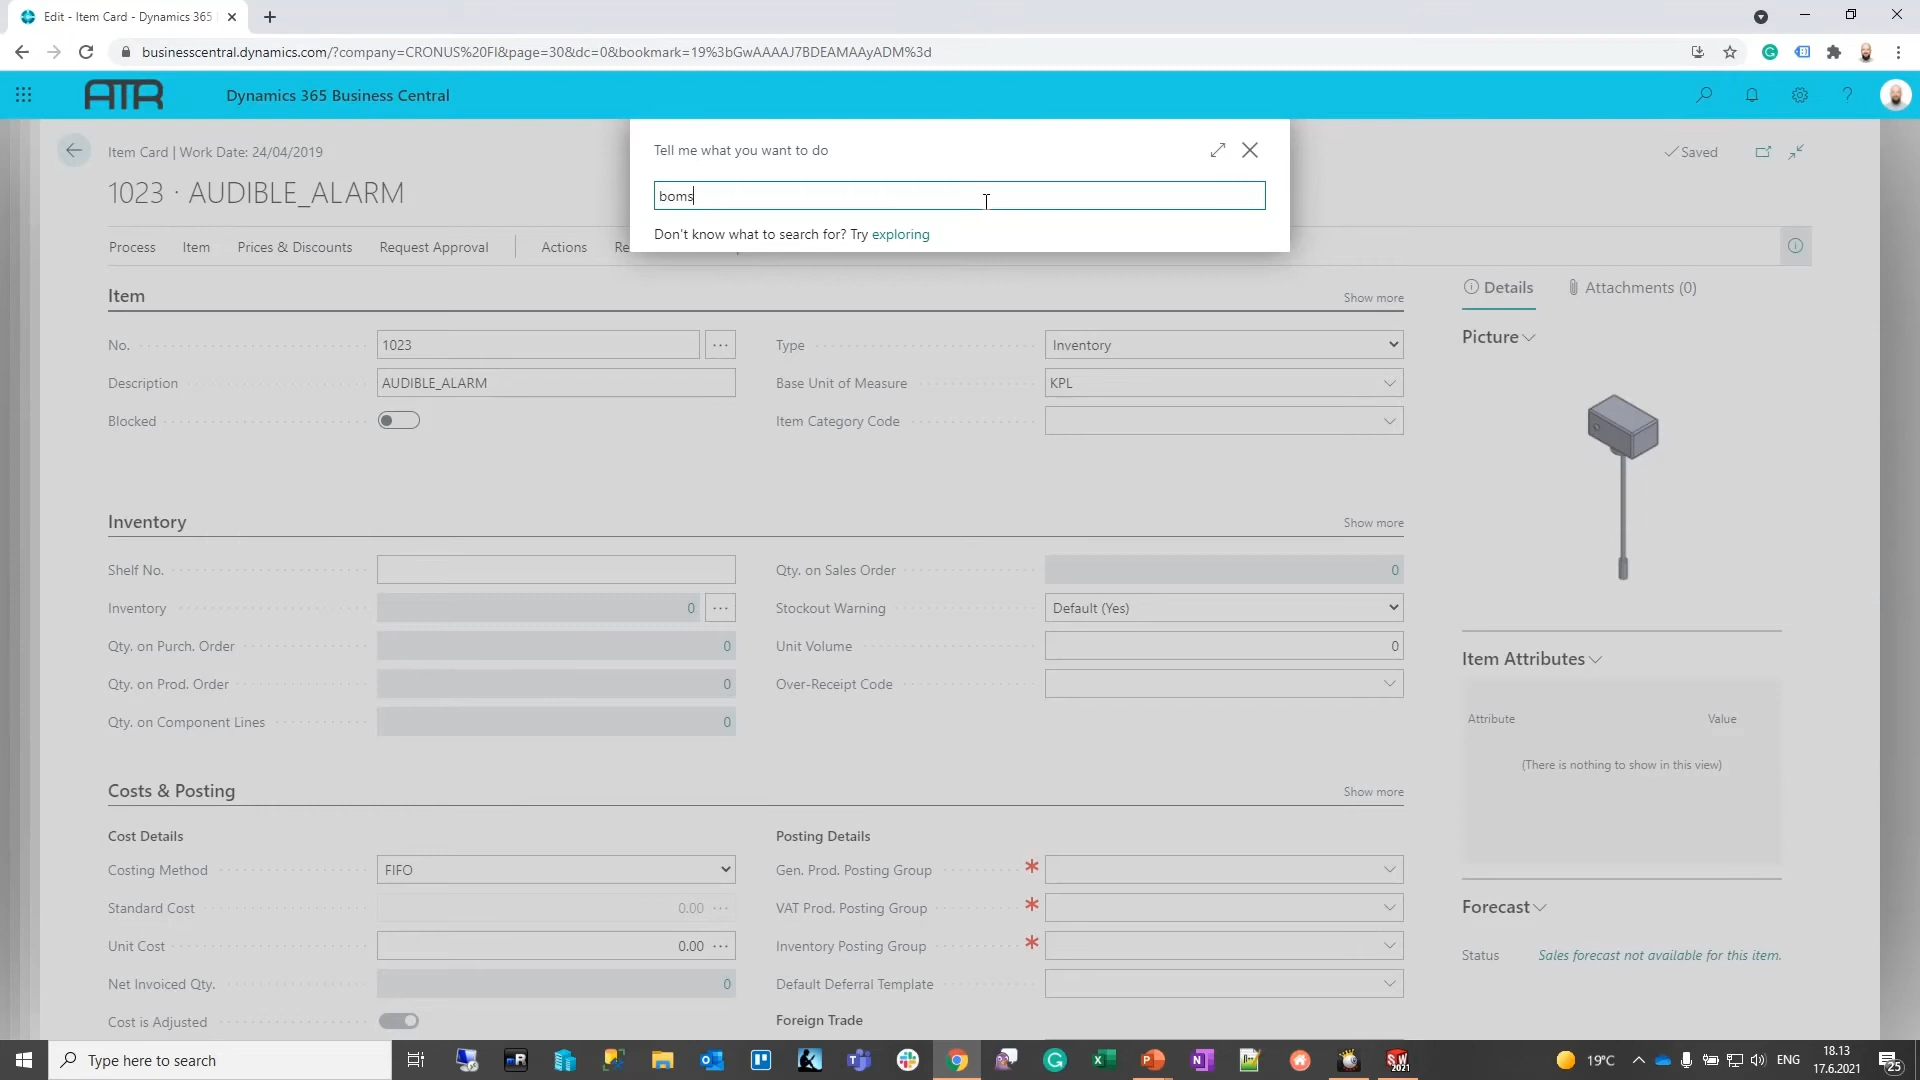 Edit - Item Card - Dynamics 365
businesscentral.dynamics.com/?company=CRONUS%20FI&page=30&dc=0&bookmark=19%3bGwAAAAJ7BDEAMAAyADM%3d
ATR
Dynamics 365 Business Central
Tell me what you want to do
boms
Don't know what to search for? Try exploring
Item Card | Work Date: 24/04/2019
Saved
1023 · AUDIBLE_ALARM
Process Item Prices & Discounts Request Approval Actions Re
Item Show more
No. 1023
Type Inventory
Description AUDIBLE_ALARM
Base Unit of Measure KPL
Blocked
Item Category Code
Inventory Show more
Shelf No.
Qty. on Sales Order 0
Inventory 0
Stockout Warning Default (Yes)
Qty. on Purch. Order 0
Unit Volume 0
Qty. on Prod. Order 0
Over-Receipt Code
Qty. on Component Lines 0
Costs & Posting Show more
Cost Details
Posting Details
Costing Method FIFO
Gen. Prod. Posting Group
Standard Cost 0.00
VAT Prod. Posting Group
Unit Cost 0.00
Inventory Posting Group
Net Invoiced Qty. 0
Default Deferral Template
Cost is Adjusted
Foreign Trade
Details Attachments (0)
Picture
Item Attributes
Attribute Value
(There is nothing to show in this view)
Forecast
Status Sales forecast not available for this item.
Type here to search
19°C
ENG
18.13
17.6.2021
25
SW
2021